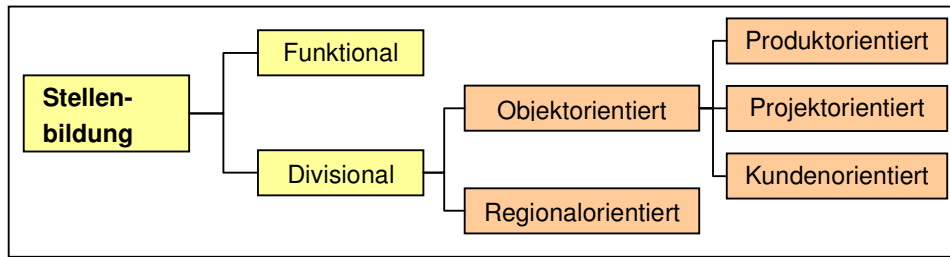 Stellen-
bildung
Funktional
Divisional
Objektorientiert
Regionalorientiert
Produktorientiert
Projektorientiert
Kundenorientiert